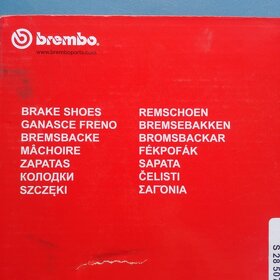 brembo
www.bremboparts.com
BRAKE SHOES
GANASCE FRENO
BREMSBACKE
MÂCHOIRE
ZAPATAS
КОЛОДКИ
SZCZĘKI
REMSCHOEN
BREMSEBAKKEN
BROMSBACKAR
FÉKPOFÁK
SAPATA
ČELISTI
ΣΑΓΟΝΙΑ